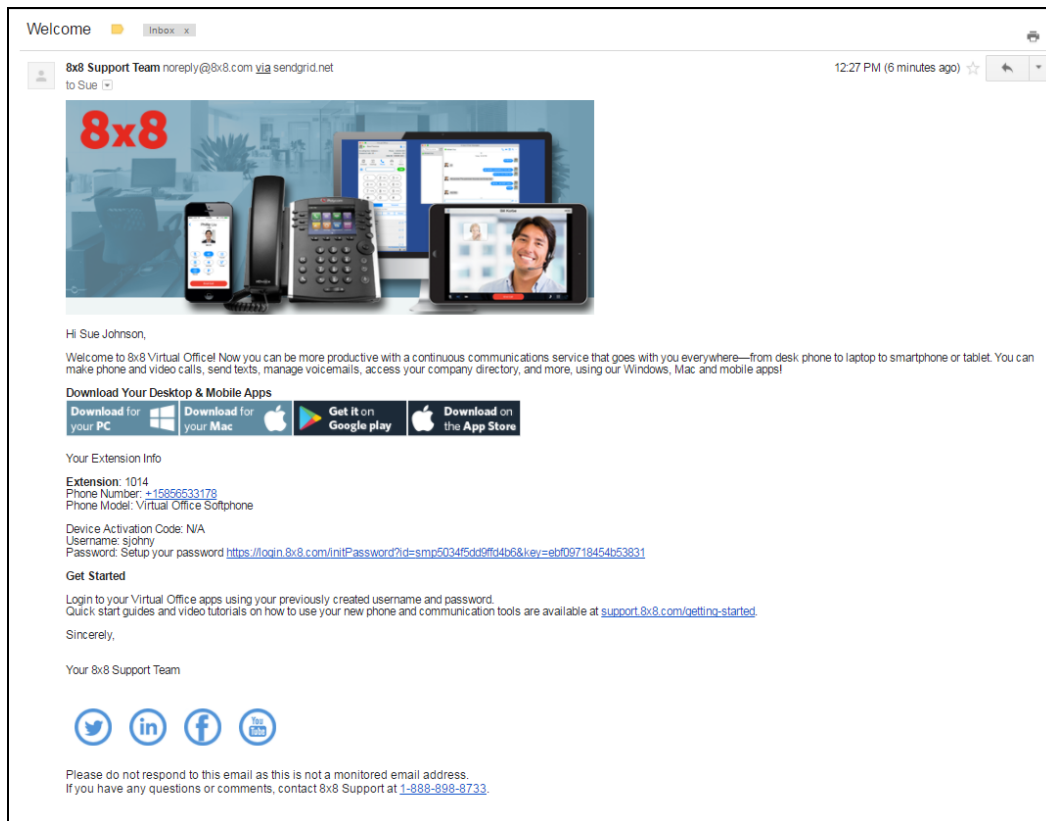 Welcome
Inbox x
8x8 Support Team noreply@8x8.com via sendgrid.net
12:27 PM (6 minutes ago)
to Sue
8x8
Hi Sue Johnson,
Welcome to 8x8 Virtual Office! Now you can be more productive with a continuous communications service that goes with you everywhere—from desk phone to laptop to smartphone or tablet. You can
make phone and video calls, send texts, manage voicemails, access your company directory, and more, using our Windows, Mac and mobile apps!
Download Your Desktop & Mobile Apps
Download for your PC
Download for your Mac
Get it on Google play
Download on the App Store
Your Extension Info
Extension: 1014
Phone Number: +15856533178
Phone Model: Virtual Office Softphone
Device Activation Code: N/A
Username: sjohny
Password: Setup your password https://login.8x8.com/initPassword?id=smp5034f5dd9ffd4b6&key=ebf09718454b53831
Get Started
Login to your Virtual Office apps using your previously created username and password.
Quick start guides and video tutorials on how to use your new phone and communication tools are available at support.8x8.com/getting-started.
Sincerely,
Your 8x8 Support Team
in
You Tube
Please do not respond to this email as this is not a monitored email address.
If you have any questions or comments, contact 8x8 Support at 1-888-898-8733.